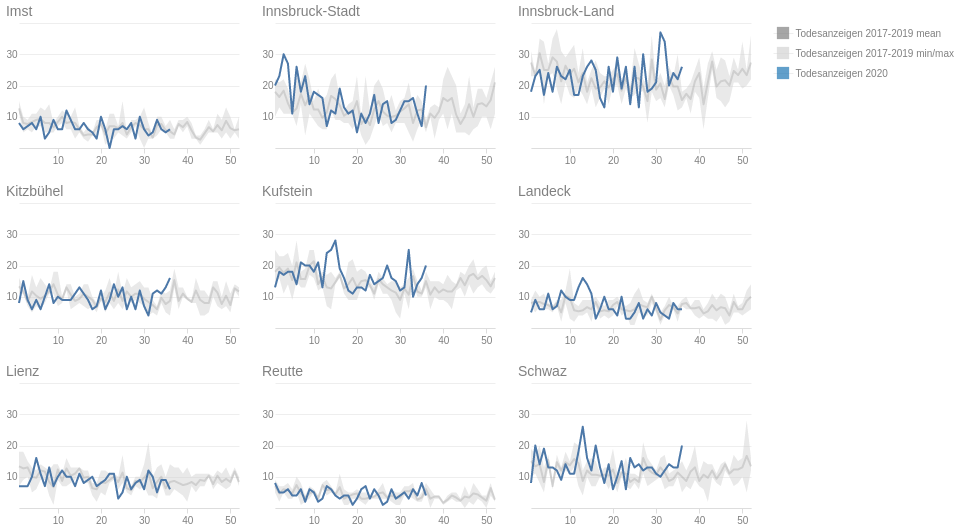 Imst
Innsbruck-Stadt
Innsbruck-Land
Todesanzeigen 2017-2019 mean
Todesanzeigen 2017-2019 min/max
Todesanzeigen 2020
30 30 30
20 20 20
10 10 10
10 20 30 40 50 10 20 30 40 50 10 20 30 40 50
Kitzbühel
Kufstein
Landeck
30 30 30
20 20 20
10 10 10
10 20 30 40 50 10 20 30 40 50 10 20 30 40 50
Lienz
Reutte
Schwaz
30 30 30
20 20 20
10 10 10
10 20 30 40 50 10 20 30 40 50 10 20 30 40 50